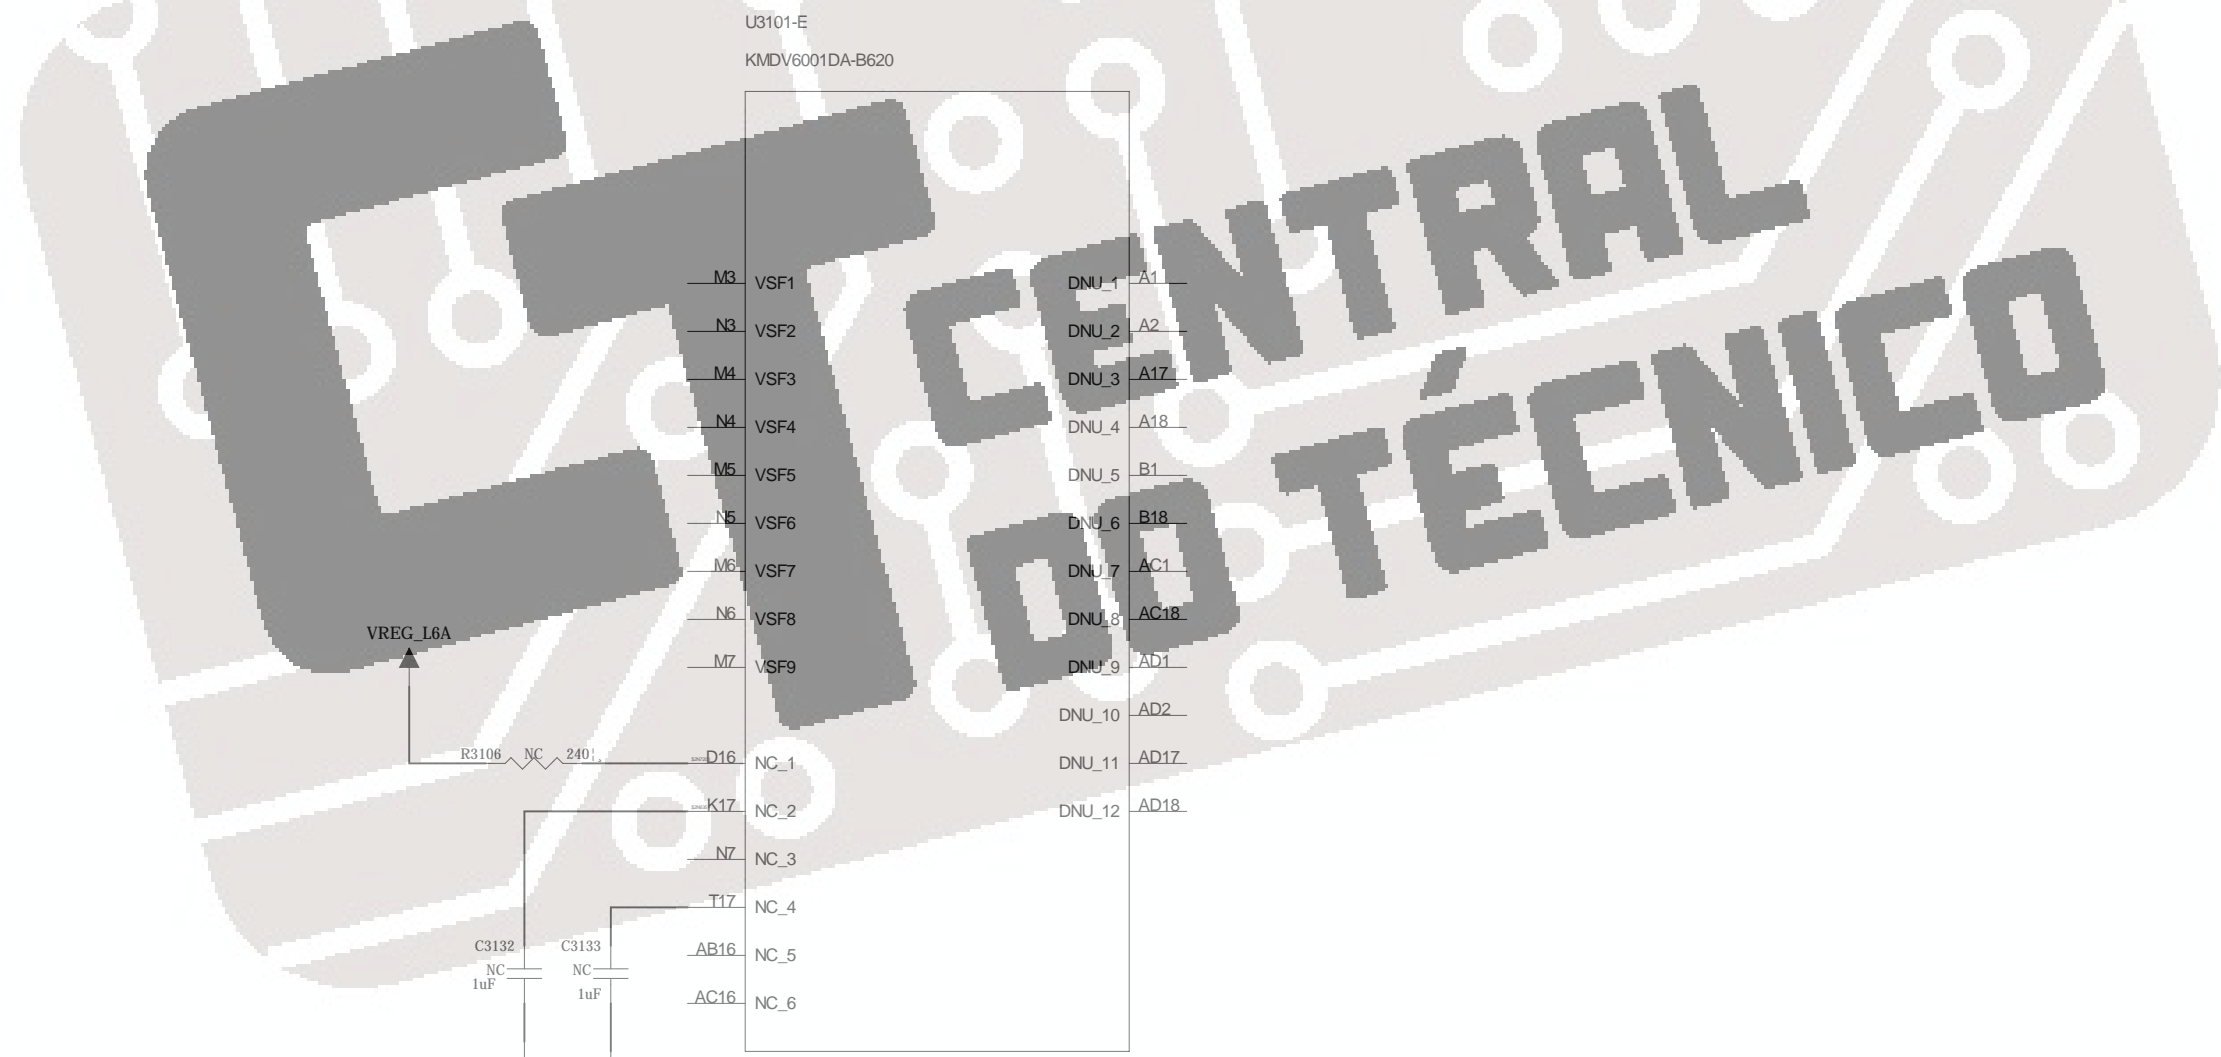 U3101-E
KMDV6001DA-B620
CENTRAL
DO TÉCNICO
M3 VSF1 DNU_1 A1
N3 VSF2 DNU_2 A2
M4 VSF3 DNU_3 A17
N4 VSF4 DNU_4 A18
M5 VSF5 DNU_5 B1
N5 VSF6 DNU_6 B18
M6 VSF7 DNU_7 AC1
N6 VSF8 DNU_8 AC18
VREG_L6A
M7 VSF9 DNU_9 AD1
DNU_10 AD2
R3106 NC 240 D16 NC_1 DNU_11 AD17
K17 NC_2 DNU_12 AD18
N7 NC_3
T17 NC_4
C3132 C3133
AB16 NC_5
NC NC
1uF 1uF
AC16 NC_6